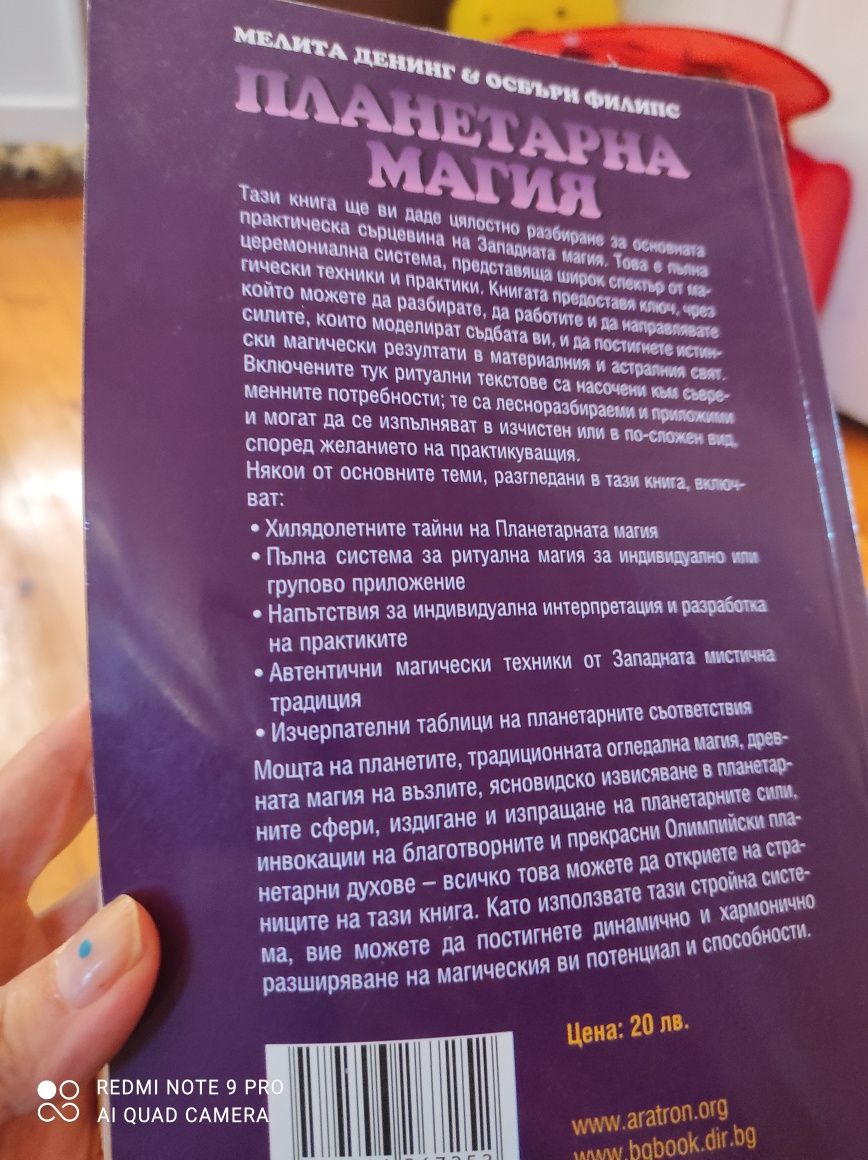 МЕЛИТА ДЕНИНГ & ОСБЪРН ФИЛИПС
ПЛАНЕТАРНА
МАГИЯ
Тази книга ще ви даде цялостно разбиране за основната
практическа сърцевина на Западната магия. Това е пълна
церемониална система, представяща широк спектър от ма-
гически техники и практики. Книгата предоставя ключ, чрез
който можете да разбирате, да работите и да направлявате
силите, които моделират съдбата ви, и да постигнете истин-
ски магически резултати в материалния и астралния свят.
Включените тук ритуални текстове са насочени към съвре-
менните потребности; те са лесноразбираеми и приложими
и могат да се изпълняват в изчистен или в по-сложен вид,
според желанието на практикуващия.
Някои от основните теми, разгледани в тази книга, включ-
ват:
• Хилядолетните тайни на Планетарната магия
• Пълна система за ритуална магия за индивидуално или
групово приложение
• Напътствия за индивидуална интерпретация и разработка
на практиките
• Автентични магически техники от Западната мистична
традиция
• Изчерпателни таблици на планетарните съответствия
Мощта на планетите, традиционната огледална магия, древ-
ната магия на възлите, ясновидско извисяване в планетар-
ните сфери, издигане и изпращане на планетарните сили,
инвокации на благотворните и прекрасни Олимпийски пла-
нетарни духове – всичко това можете да откриете на стра-
ниците на тази книга. Като използвате тази стройна систе-
ма, вие можете да постигнете динамично и хармонично
разширяване на магическия ви потенциал и способности.
Цена: 20 лв.
www.aratron.org
www.bgbook.dir.bg
REDMI NOTE 9 PRO
AI QUAD CAMERA